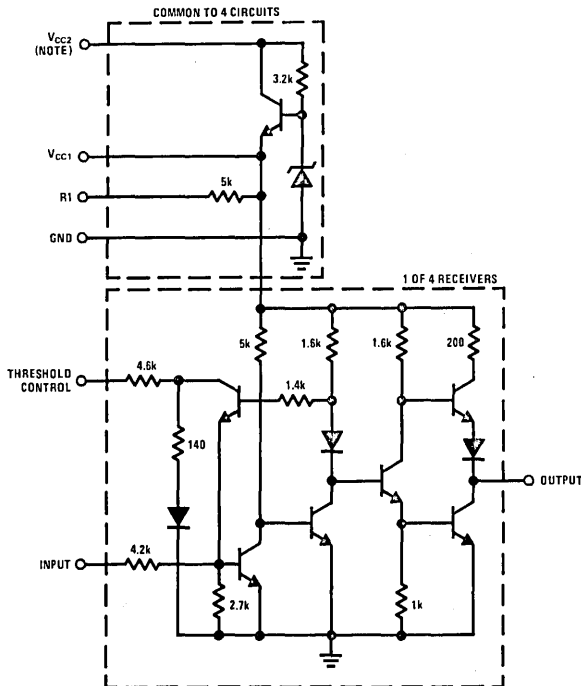 COMMON TO 4 CIRCUITS
VCC2
(NOTE)
3.2k
VCC1
R1
5k
GND
1 OF 4 RECEIVERS
5k
1.6k
1.6k
200
THRESHOLD
CONTROL
4.6k
1.4k
140
OUTPUT
INPUT
4.2k
2.7k
1k